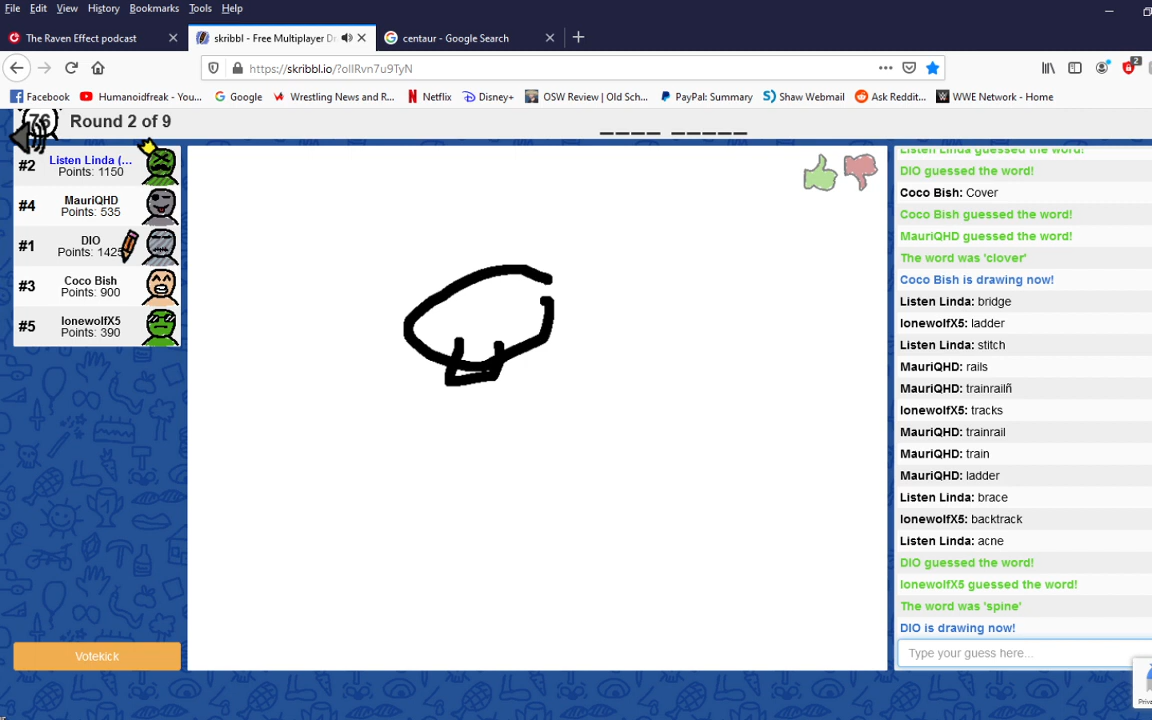 File Edit View History Bookmarks Tools Help
The Raven Effect podcast
skribbl - Free Multiplayer Dr
centaur - Google Search
https://skribbl.io/?olIRvn7u9TyN
2
Facebook Humanoidfreak - You... Google Wrestling News and R... Netflix Disney+ OSW Review | Old Sch... PayPal: Summary Shaw Webmail Ask Reddit... WWE Network - Home
76 Round 2 of 9
____ _____
#2 Listen Linda (...
Points: 1150
#4 MauriQHD
Points: 535
#1 DIO
Points: 1425
#3 Coco Bish
Points: 900
#5 lonewolfX5
Points: 390
Votekick
Listen Linda guessed the word!
DIO guessed the word!
Coco Bish: Cover
Coco Bish guessed the word!
MauriQHD guessed the word!
The word was 'clover'
Coco Bish is drawing now!
Listen Linda: bridge
lonewolfX5: ladder
Listen Linda: stitch
MauriQHD: rails
MauriQHD: trainrailñ
lonewolfX5: tracks
MauriQHD: trainrail
MauriQHD: train
MauriQHD: ladder
Listen Linda: brace
lonewolfX5: backtrack
Listen Linda: acne
DIO guessed the word!
lonewolfX5 guessed the word!
The word was 'spine'
DIO is drawing now!
Type your guess here...